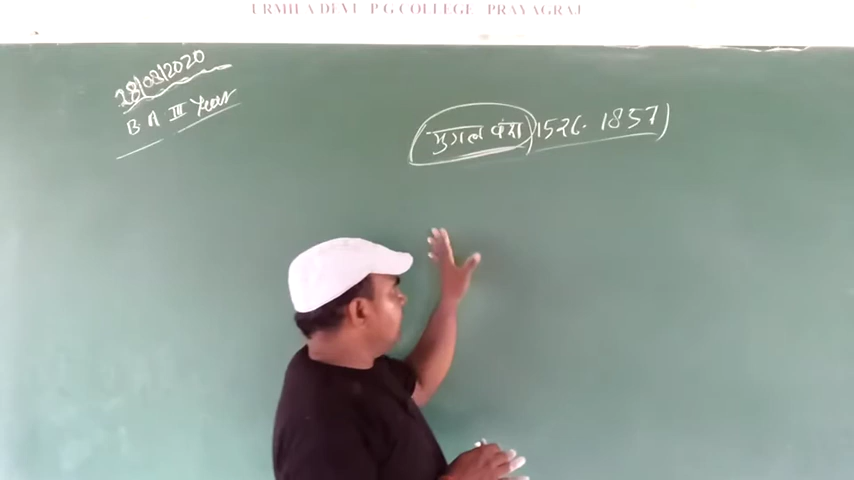 URMILA DEVI P G COLLEGE PRAYAGRAJ
28/08/2020
B A III Year
मुगल वंश (1526 - 1857)